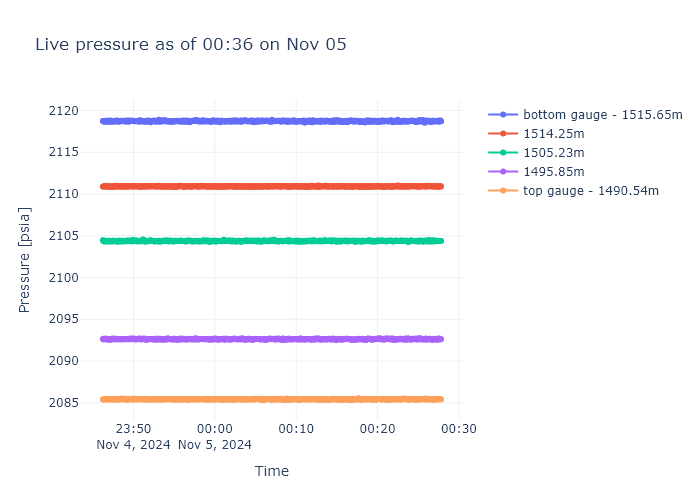 Live pressure as of 00:36 on Nov 05
bottom gauge - 1515.65m
1514.25m
1505.23m
1495.85m
top gauge - 1490.54m
Pressure [psia]
2120
2115
2110
2105
2100
2095
2090
2085
23:50
Nov 4, 2024
00:00
Nov 5, 2024
00:10
00:20
00:30
Time